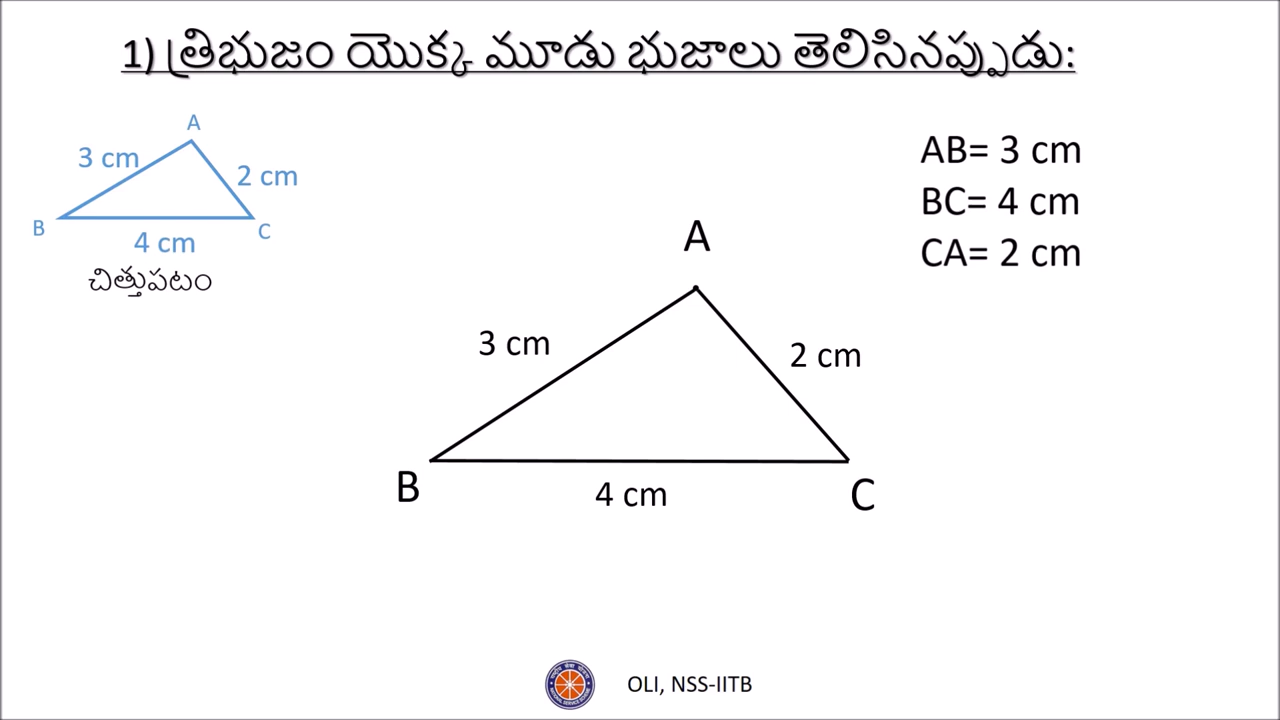 1) త్రిభుజం యొక్క మూడు భుజాలు తెలిసినప్పుడు:
A
3 cm
2 cm
B
C
4 cm
చిత్తుపటం
AB= 3 cm
BC= 4 cm
CA= 2 cm
A
3 cm
2 cm
B
C
4 cm
OLI, NSS-IITB